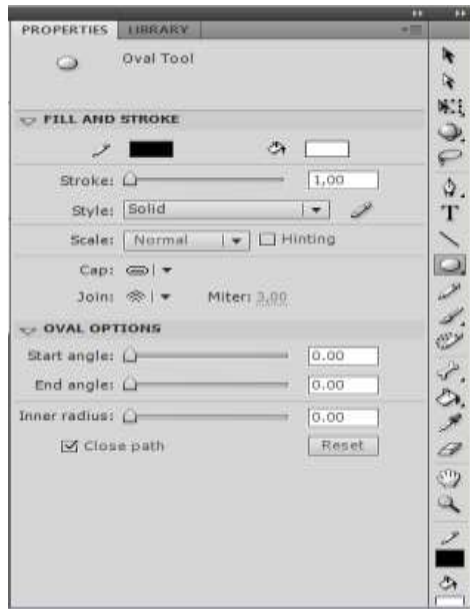 PROPERTIES LIBRARY
Oval Tool
FILL AND STROKE
Stroke: 1,00
Style: Solid
Scale: Normal Hinting
Cap:
Join: Miter: 3,00
OVAL OPTIONS
Start angle: 0.00
End angle: 0.00
Inner radius: 0.00
Close path Reset